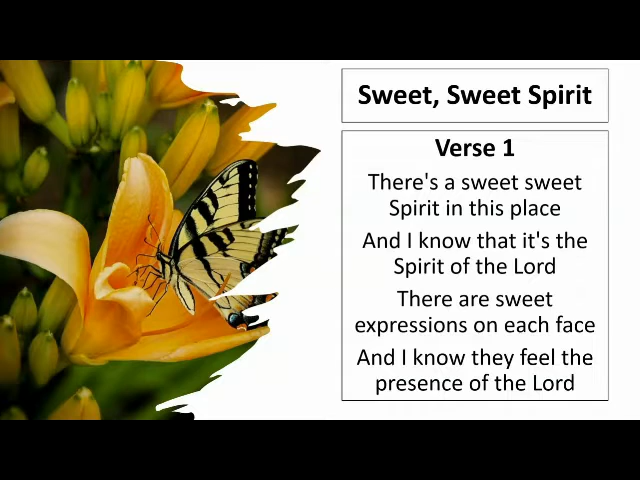 Sweet, Sweet Spirit
Verse 1
There's a sweet sweet
Spirit in this place
And I know that it's the
Spirit of the Lord
There are sweet
expressions on each face
And I know they feel the
presence of the Lord